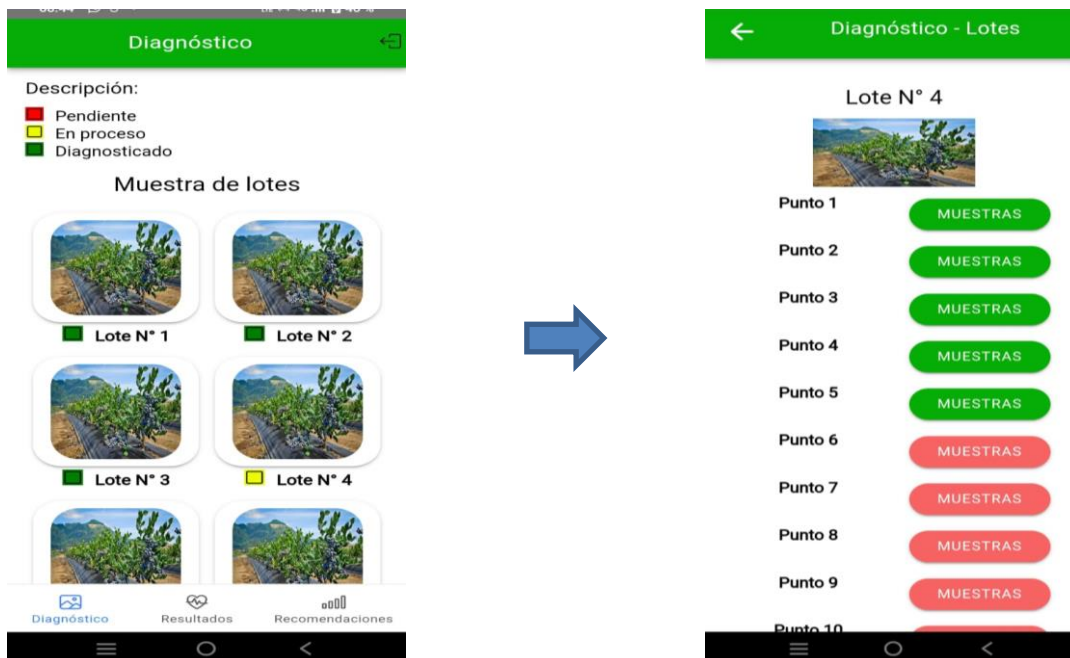 Diagnóstico
Descripción:
Pendiente
En proceso
Diagnosticado
Muestra de lotes
Lote N° 1
Lote N° 2
Lote N° 3
Lote N° 4
Diagnóstico
Resultados
Recomendaciones
Diagnóstico - Lotes
Lote N° 4
Punto 1
MUESTRAS
Punto 2
MUESTRAS
Punto 3
MUESTRAS
Punto 4
MUESTRAS
Punto 5
MUESTRAS
Punto 6
MUESTRAS
Punto 7
MUESTRAS
Punto 8
MUESTRAS
Punto 9
MUESTRAS
Punto 10